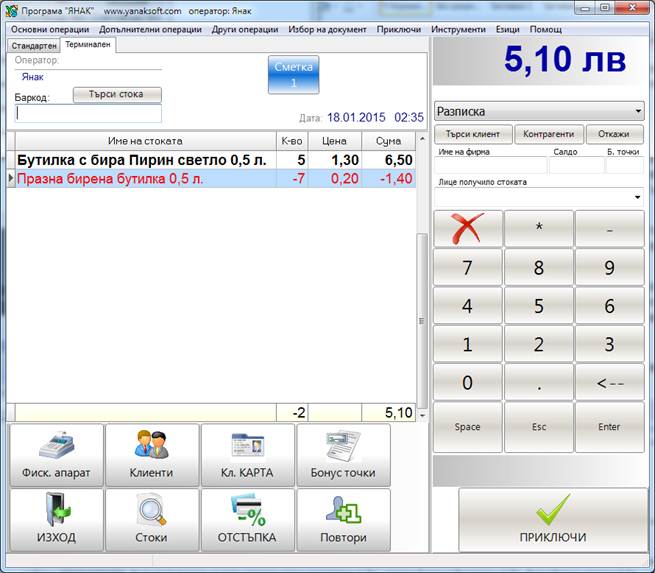 Програма "ЯНАК" www.yanaksoft.com оператор: Янак
Основни операции Допълнителни операции Други операции Избор на документ Приключи Инструменти Езици Помощ
Стандартен Терминален
Оператор:
Янак
Баркод: Търси стока
Сметка
1
Дата: 18.01.2015 02:35
5,10 лв
Разписка
Търси клиент Контрагенти Откажи
Име на фирма Салдо Б. точки
Лице получило стоката
Име на стоката К-во Цена Сума
Бутилка с бира Пирин светло 0,5 л. 5 1,30 6,50
Празна бирена бутилка 0,5 л. -7 0,20 -1,40
-2 5,10
* -
7 8 9
4 5 6
1 2 3
0 . <--
Space Esc Enter
Фиск. апарат Клиенти Кл. КАРТА Бонус точки
ИЗХОД Стоки ОТСТЪПКА Повтори
ПРИКЛЮЧИ